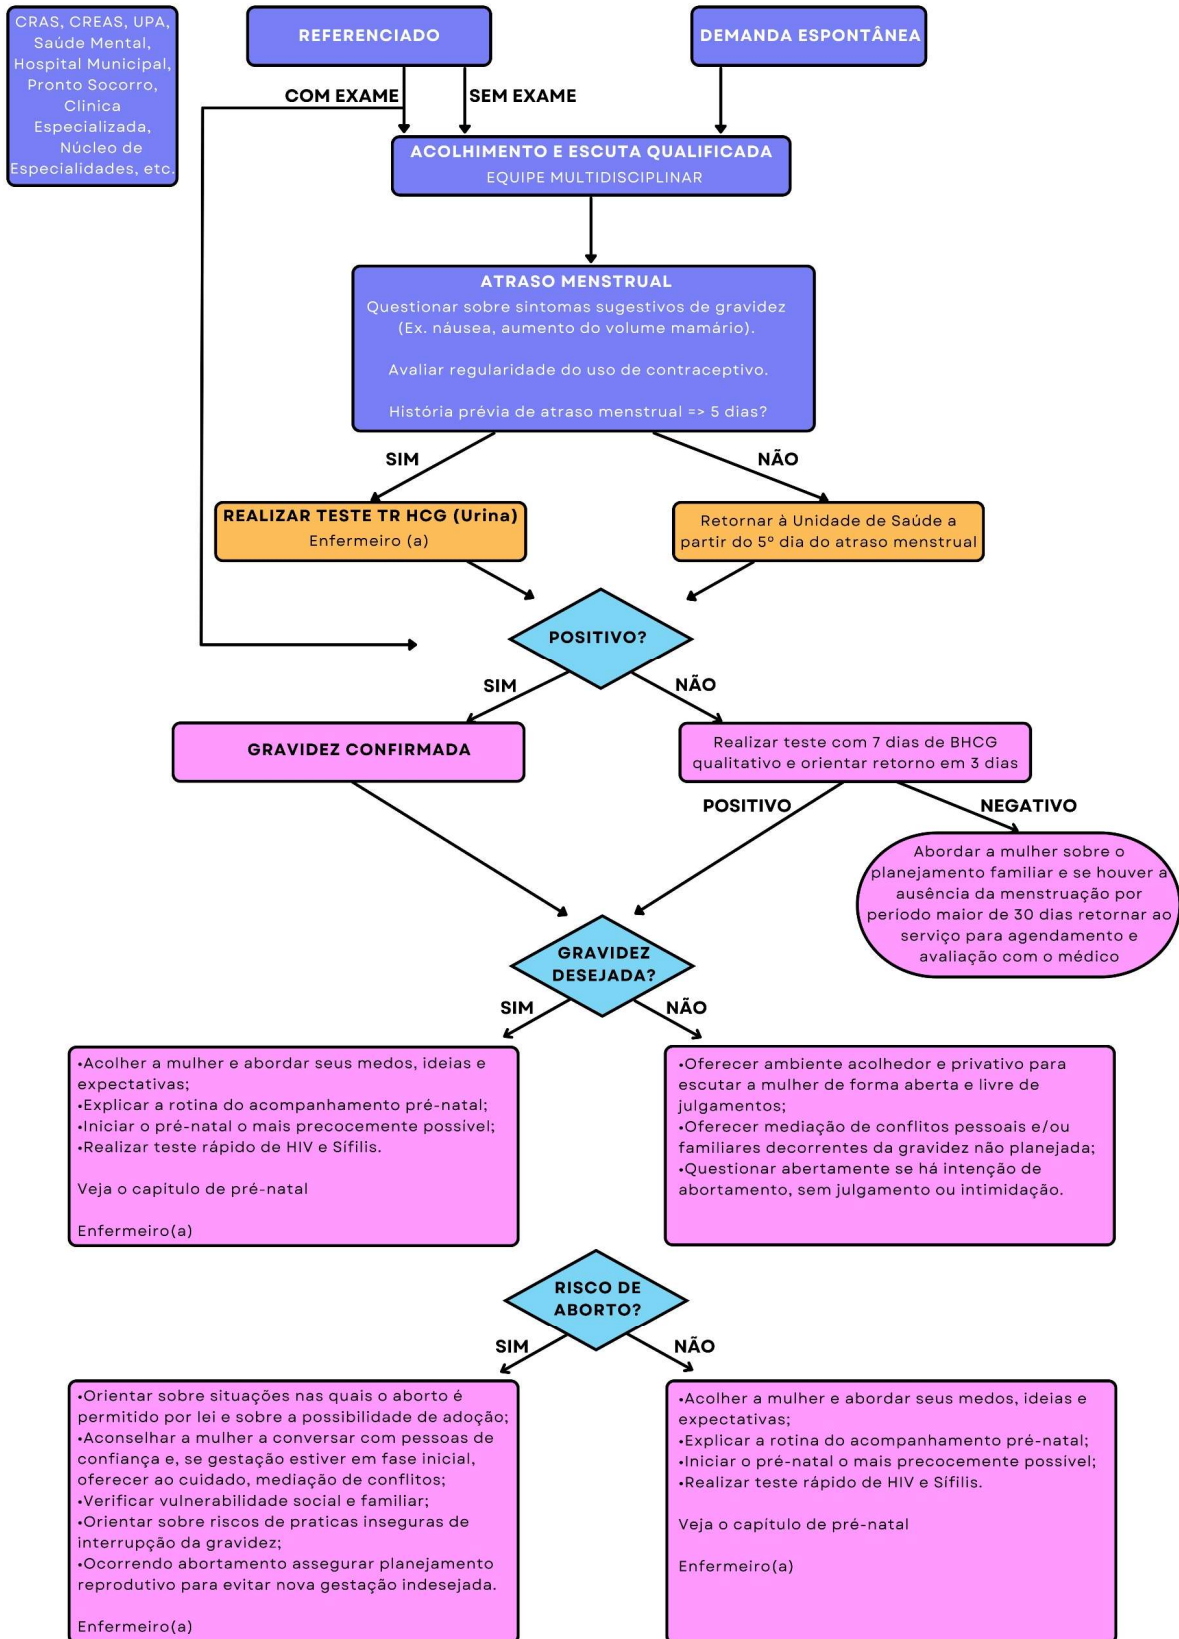 CRAS, CREAS, UPA,
Saúde Mental,
Hospital Municipal,
Pronto Socorro,
Clinica
Especializada,
Núcleo de
Especialidades, etc.
REFERENCIADO
DEMANDA ESPONTÂNEA
COM EXAME
SEM EXAME
ACOLHIMENTO E ESCUTA QUALIFICADA
EQUIPE MULTIDISCIPLINAR
ATRASO MENSTRUAL
Questionar sobre sintomas sugestivos de gravidez
(Ex. náusea, aumento do volume mamário).
Avaliar regularidade do uso de contraceptivo.
História prévia de atraso menstrual => 5 dias?
SIM
NÃO
REALIZAR TESTE TR HCG (Urina)
Enfermeiro (a)
Retornar à Unidade de Saúde a
partir do 5º dia do atraso menstrual
POSITIVO?
SIM
NÃO
GRAVIDEZ CONFIRMADA
Realizar teste com 7 dias de BHCG
qualitativo e orientar retorno em 3 dias
POSITIVO
NEGATIVO
Abordar a mulher sobre o
planejamento familiar e se houver a
ausência da menstruação por
período maior de 30 dias retornar ao
serviço para agendamento e
avaliação com o médico
GRAVIDEZ
DESEJADA?
SIM
NÃO
•Acolher a mulher e abordar seus medos, ideias e
expectativas;
•Explicar a rotina do acompanhamento pré-natal;
•Iniciar o pré-natal o mais precocemente possível;
•Realizar teste rápido de HIV e Sífilis.
Veja o capitulo de pré-natal
Enfermeiro(a)
•Oferecer ambiente acolhedor e privativo para
escutar a mulher de forma aberta e livre de
julgamentos;
•Oferecer mediação de conflitos pessoais e/ou
familiares decorrentes da gravidez não planejada;
•Questionar abertamente se há intenção de
abortamento, sem julgamento ou intimidação.
RISCO DE
ABORTO?
SIM
NÃO
•Orientar sobre situações nas quais o aborto é
permitido por lei e sobre a possibilidade de adoção;
•Aconselhar a mulher a conversar com pessoas de
confiança e, se gestação estiver em fase inicial,
oferecer ao cuidado, mediação de conflitos;
•Verificar vulnerabilidade social e familiar;
•Orientar sobre riscos de praticas inseguras de
interrupção da gravidez;
•Ocorrendo abortamento assegurar planejamento
reprodutivo para evitar nova gestação indesejada.
Enfermeiro(a)
•Acolher a mulher e abordar seus medos, ideias e
expectativas;
•Explicar a rotina do acompanhamento pré-natal;
•Iniciar o pré-natal o mais precocemente possível;
•Realizar teste rápido de HIV e Sífilis.
Veja o capítulo de pré-natal
Enfermeiro(a)